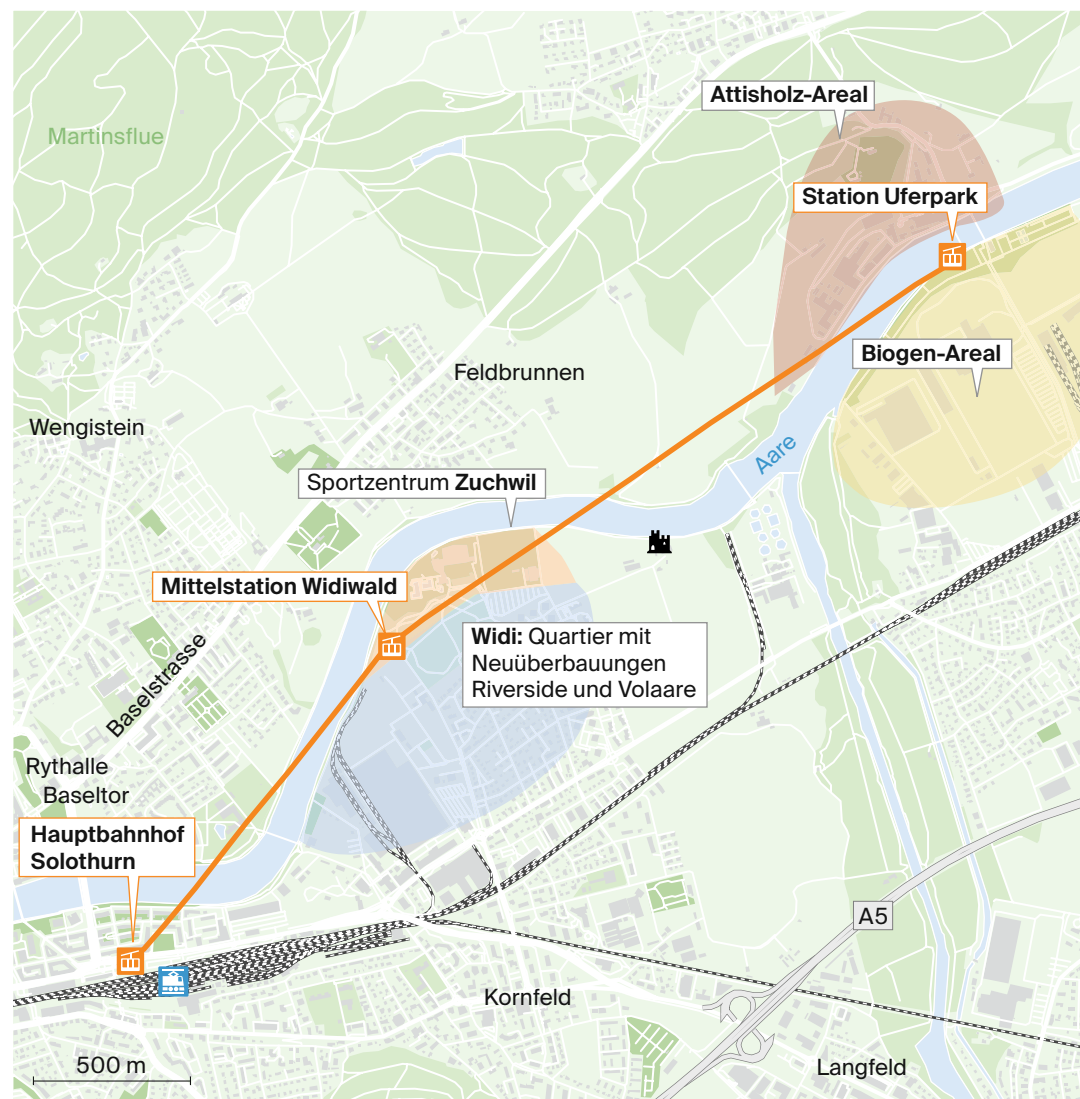 Attisholz-Areal
Martinsflue
Station Uferpark
Biogen-Areal
Feldbrunnen
Wengistein
Aare
Sportzentrum Zuchwil
Mittelstation Widiwald
Widi: Quartier mit
Neuüberbauungen
Riverside und Volaare
Baselstrasse
Rythalle
Baseltor
Hauptbahnhof
Solothurn
A5
Kornfeld
500 m
Langfeld